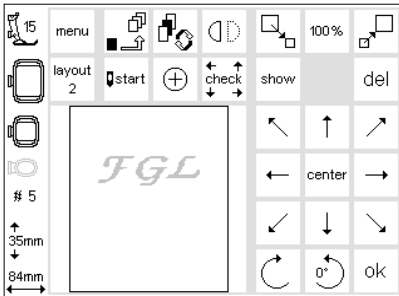 15 menu 100%
layout 2 start check show del
FGL
center
# 5
35mm
84mm 0° ok